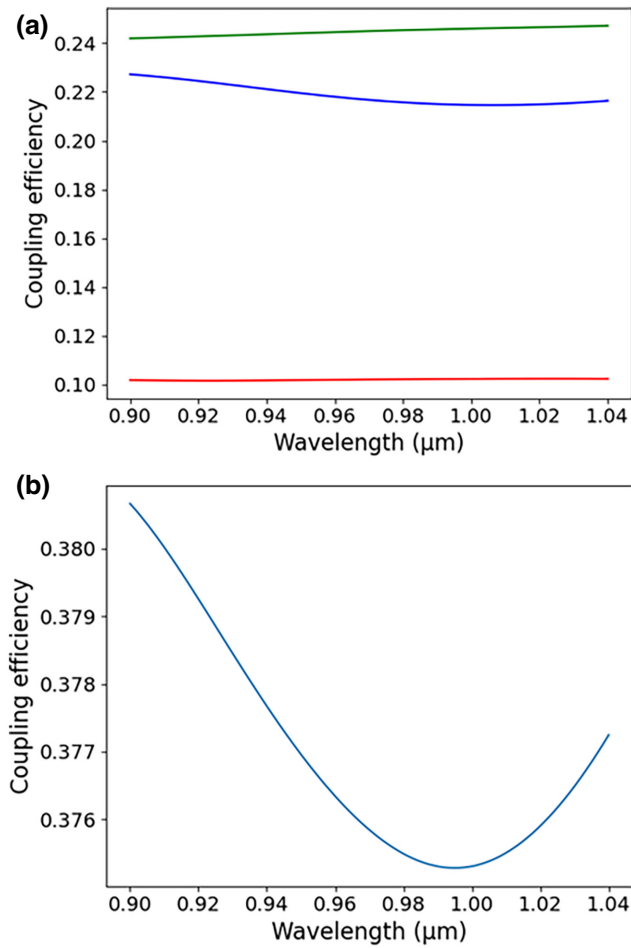 (a)
Coupling efficiency
0.24
0.22
0.20
0.18
0.16
0.14
0.12
0.10
0.90 0.92 0.94 0.96 0.98 1.00 1.02 1.04
Wavelength (μm)
(b)
Coupling efficiency
0.380
0.379
0.378
0.377
0.376
0.90 0.92 0.94 0.96 0.98 1.00 1.02 1.04
Wavelength (μm)